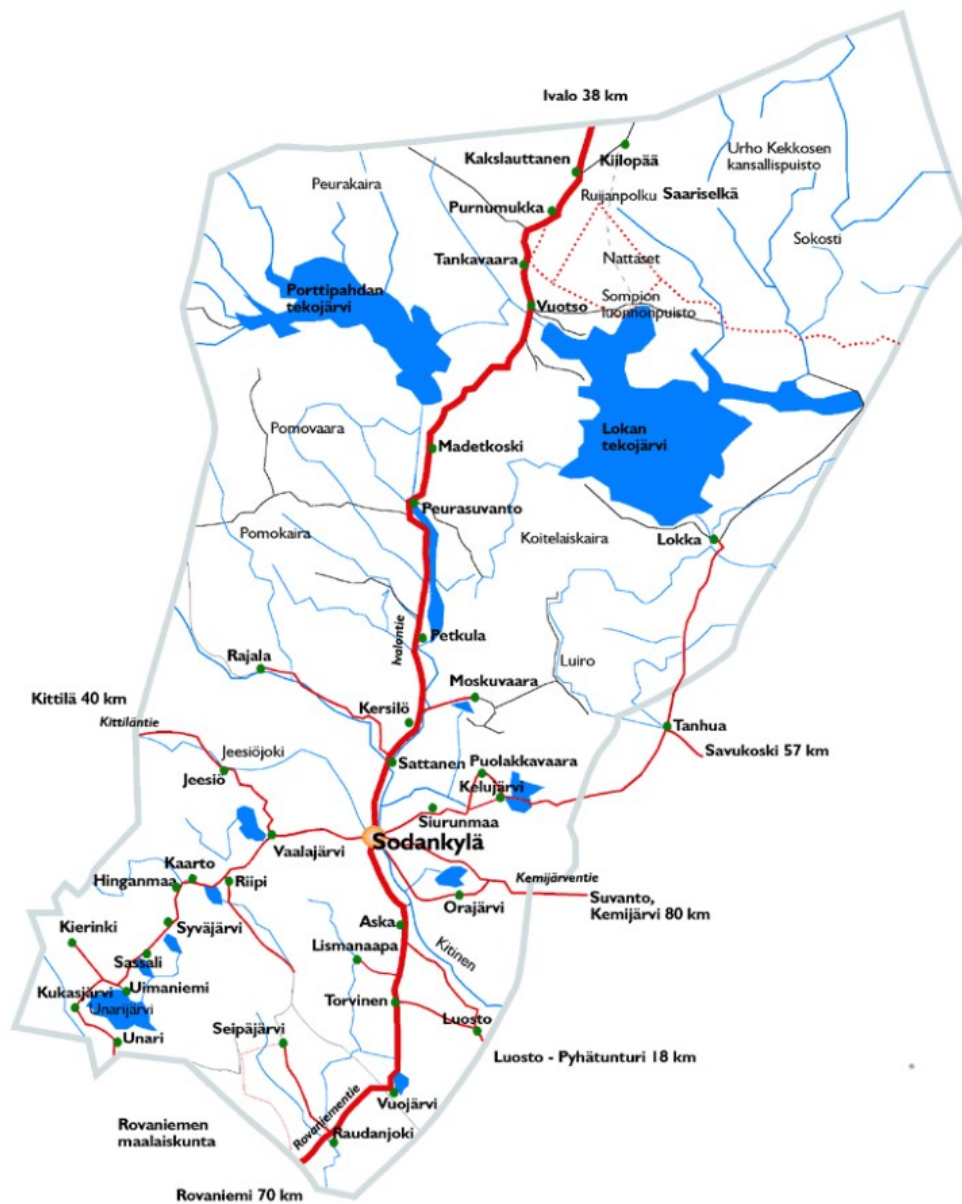 Ivalo 38 km
Kakslauttanen
Kiilopää
Urho Kekkosen
kansallispuisto
Peurakaira
Ruijanpolku
Saariselkä
Purnumukka
Sokosti
Tankavaara
Nattaset
Porttipahdan
tekojärvi
Sompion
luonnonpuisto
Vuotso
Pomovaara
Lokan
tekojärvi
Madetkoski
Peurasuvanto
Pomokaira
Koitelaiskaira
Lokka
Ivalontie
Petkula
Rajala
Luiro
Moskuvaara
Kittilä 40 km
Kersilö
Kittiläntie
Tanhua
Jeesiöjoki
Savukoski 57 km
Sattanen
Puolakkavaara
Jeesiö
Kelujärvi
Siurunmaa
Sodankylä
Vaalajärvi
Kaarto
Hinganmaa
Riipi
Kemijärventie
Suvanto,
Kemijärvi 80 km
Orajärvi
Syväjärvi
Aska
Kierinki
Lismanaapa
Kitinen
Sassali
Uimaniemi
Kukasjärvi
Unarijärvi
Torvinen
Luosto
Seipäjärvi
Unari
Luosto - Pyhätunturi 18 km
Vuojärvi
Rovaniementie
Rovaniemen
maalaiskunta
Raudanjoki
Rovaniemi 70 km